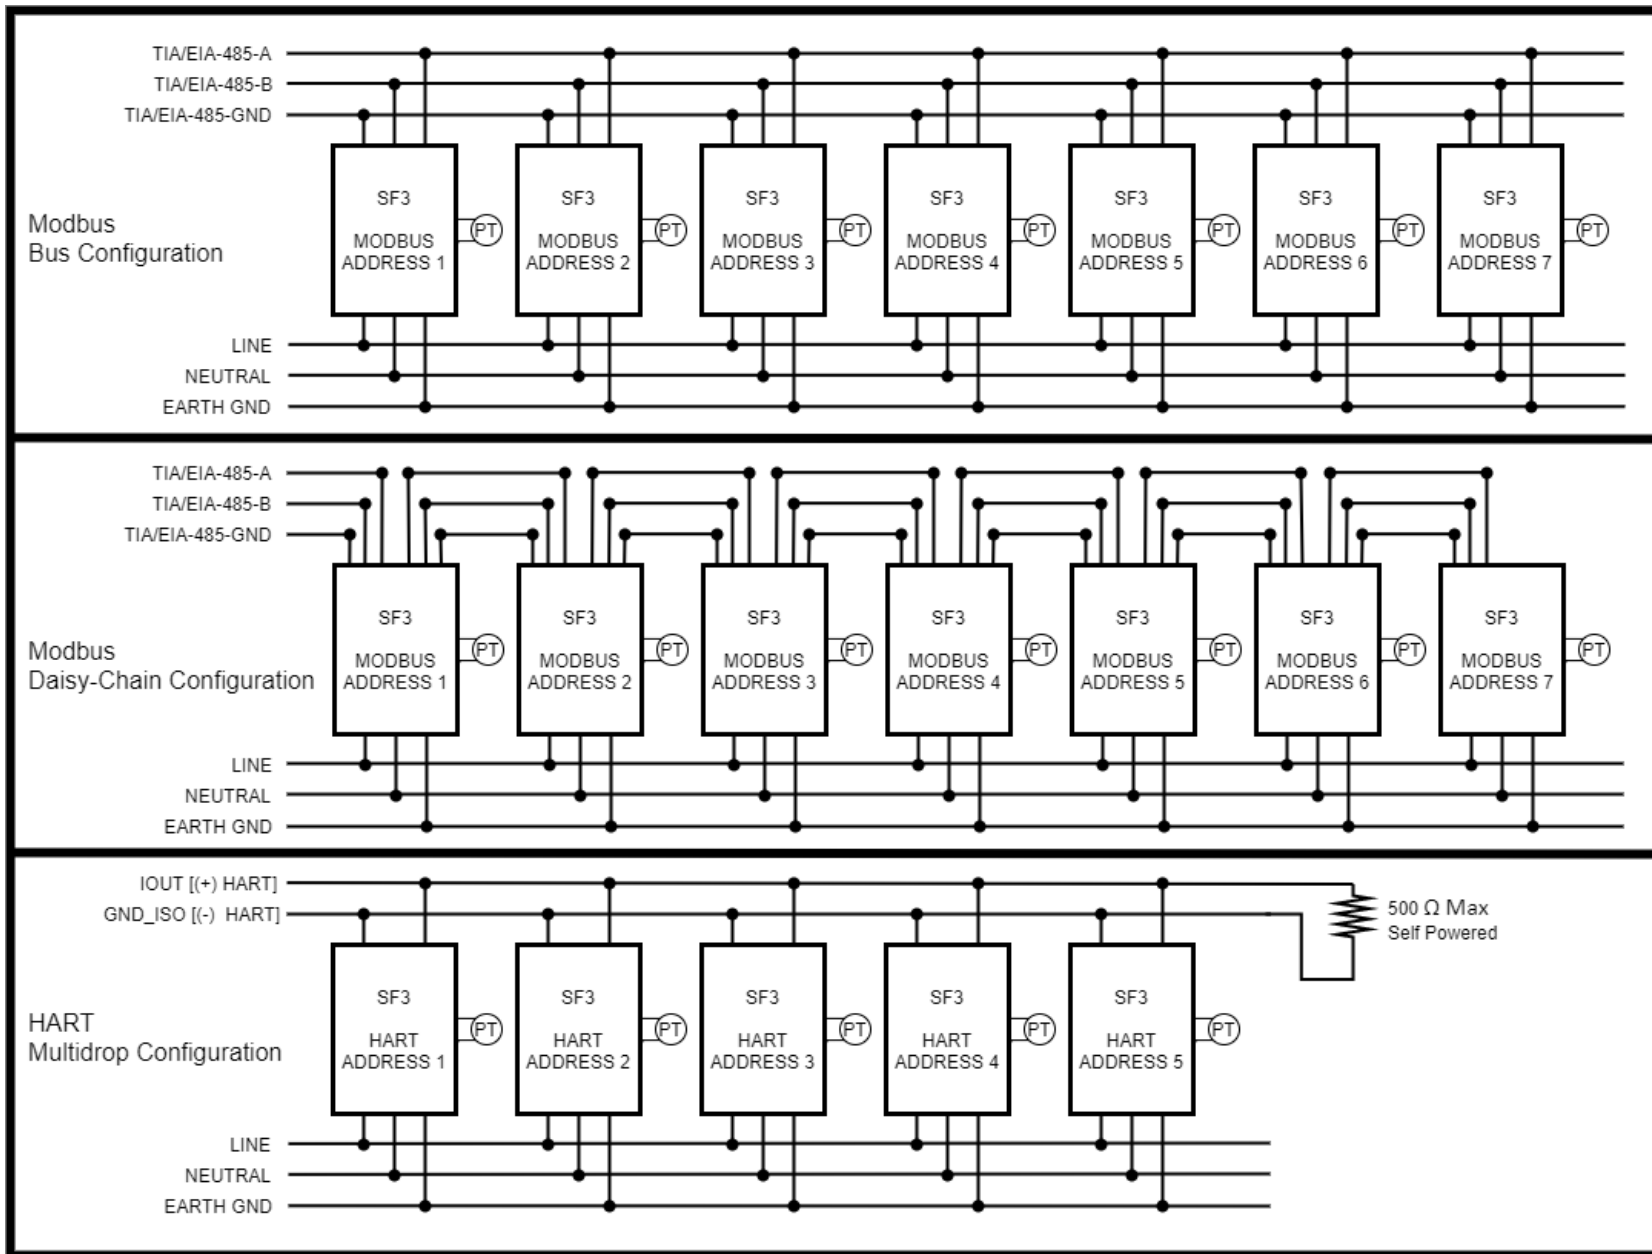 TIA/EIA-485-A
TIA/EIA-485-B
TIA/EIA-485-GND
Modbus
Bus Configuration
SF3
MODBUS
ADDRESS 1
PT
SF3
MODBUS
ADDRESS 2
PT
SF3
MODBUS
ADDRESS 3
PT
SF3
MODBUS
ADDRESS 4
PT
SF3
MODBUS
ADDRESS 5
PT
SF3
MODBUS
ADDRESS 6
PT
SF3
MODBUS
ADDRESS 7
PT
LINE
NEUTRAL
EARTH GND
TIA/EIA-485-A
TIA/EIA-485-B
TIA/EIA-485-GND
Modbus
Daisy-Chain Configuration
SF3
MODBUS
ADDRESS 1
PT
SF3
MODBUS
ADDRESS 2
PT
SF3
MODBUS
ADDRESS 3
PT
SF3
MODBUS
ADDRESS 4
PT
SF3
MODBUS
ADDRESS 5
PT
SF3
MODBUS
ADDRESS 6
PT
SF3
MODBUS
ADDRESS 7
PT
LINE
NEUTRAL
EARTH GND
IOUT [(+) HART]
GND_ISO [(-) HART]
500 Ω Max
Self Powered
HART
Multidrop Configuration
SF3
HART
ADDRESS 1
PT
SF3
HART
ADDRESS 2
PT
SF3
HART
ADDRESS 3
PT
SF3
HART
ADDRESS 4
PT
SF3
HART
ADDRESS 5
PT
LINE
NEUTRAL
EARTH GND